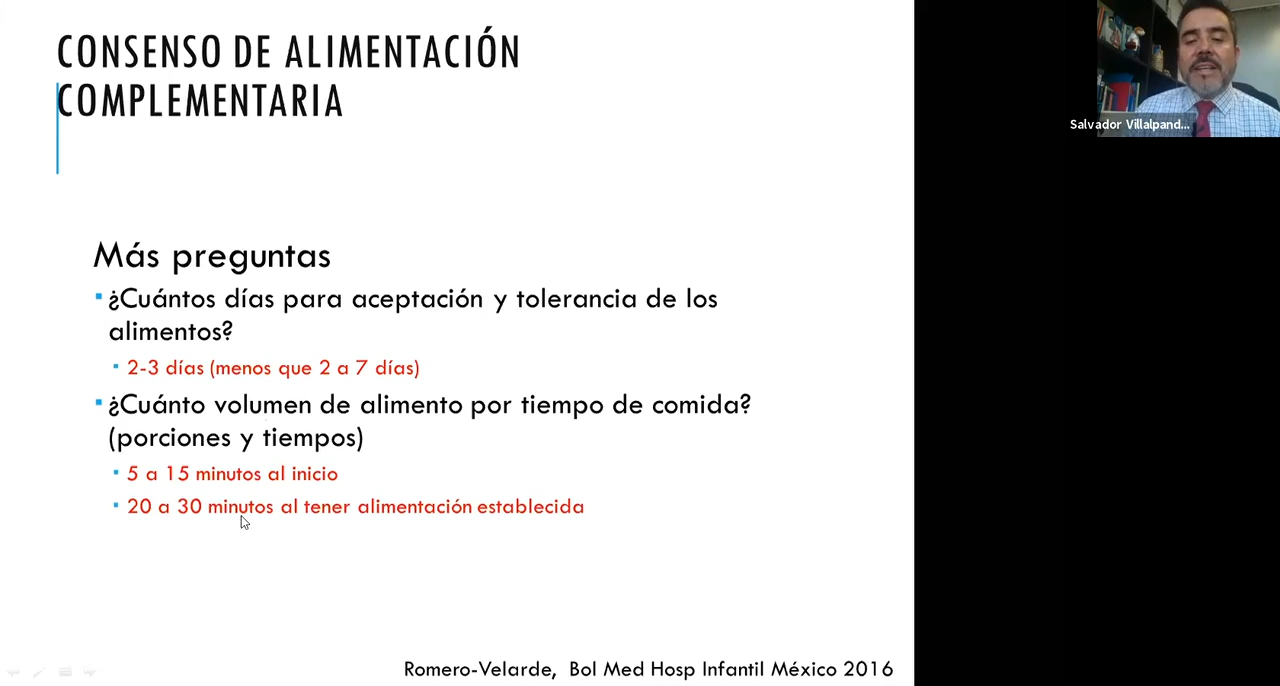 CONSENSO DE ALIMENTACIÓN
COMPLEMENTARIA
Más preguntas
¿Cuántos días para aceptación y tolerancia de los
alimentos?
2-3 días (menos que 2 a 7 días)
¿Cuánto volumen de alimento por tiempo de comida?
(porciones y tiempos)
5 a 15 minutos al inicio
20 a 30 minutos al tener alimentación establecida
Romero-Velarde, Bol Med Hosp Infantil México 2016
Salvador Villalpand...